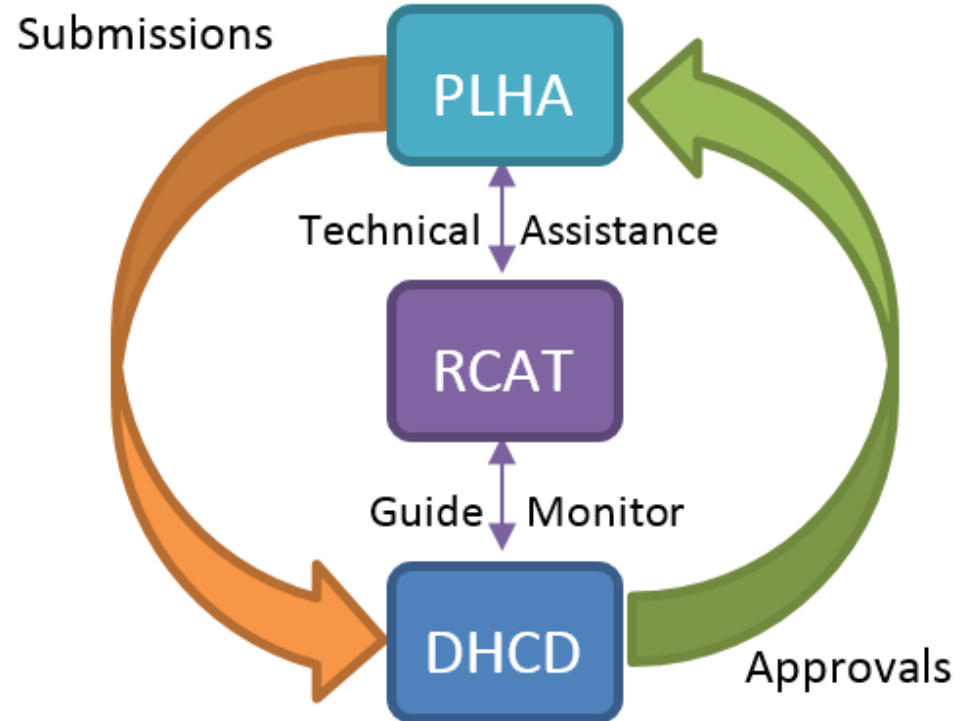 Submissions
PLHA
Technical Assistance
RCAT
Guide Monitor
DHCD
Approvals